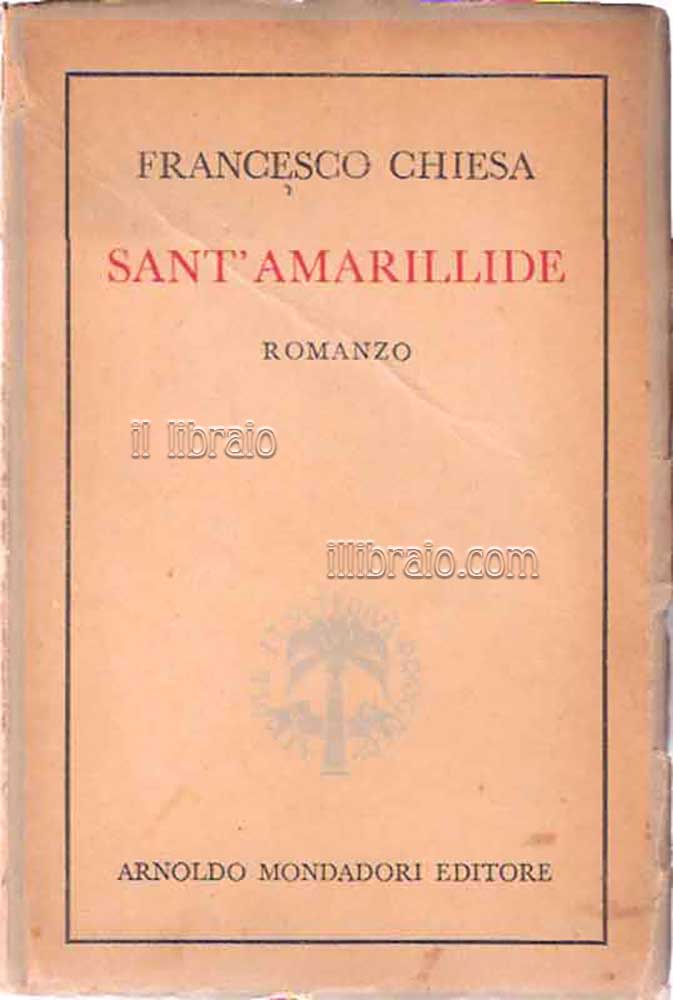 FRANCESCO CHIESA
SANT'AMARILLIDE
ROMANZO
il libraio
illibraio.com
ARNOLDO MONDADORI EDITORE